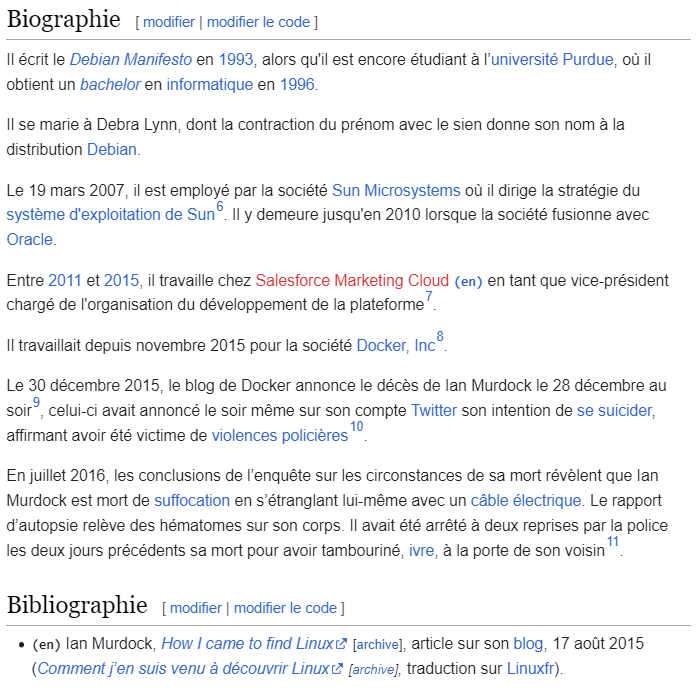 Biographie [ modifier | modifier le code ]
Il écrit le Debian Manifesto en 1993, alors qu'il est encore étudiant à l’université Purdue, où il
obtient un bachelor en informatique en 1996.
Il se marie à Debra Lynn, dont la contraction du prénom avec le sien donne son nom à la
distribution Debian.
Le 19 mars 2007, il est employé par la société Sun Microsystems où il dirige la stratégie du
système d'exploitation de Sun6. Il y demeure jusqu'en 2010 lorsque la société fusionne avec
Oracle.
Entre 2011 et 2015, il travaille chez Salesforce Marketing Cloud (en) en tant que vice-président
chargé de l'organisation du développement de la plateforme7.
Il travaillait depuis novembre 2015 pour la société Docker, Inc8.
Le 30 décembre 2015, le blog de Docker annonce le décès de Ian Murdock le 28 décembre au
soir9, celui-ci avait annoncé le soir même sur son compte Twitter son intention de se suicider,
affirmant avoir été victime de violences policières10.
En juillet 2016, les conclusions de l’enquête sur les circonstances de sa mort révèlent que Ian
Murdock est mort de suffocation en s’étranglant lui-même avec un câble électrique. Le rapport
d’autopsie relève des hématomes sur son corps. Il avait été arrêté à deux reprises par la police
les deux jours précédents sa mort pour avoir tambouriné, ivre, à la porte de son voisin11.
Bibliographie [ modifier | modifier le code ]
• (en) Ian Murdock, How I came to find Linux [archive], article sur son blog, 17 août 2015
(Comment j’en suis venu à découvrir Linux [archive], traduction sur Linuxfr).